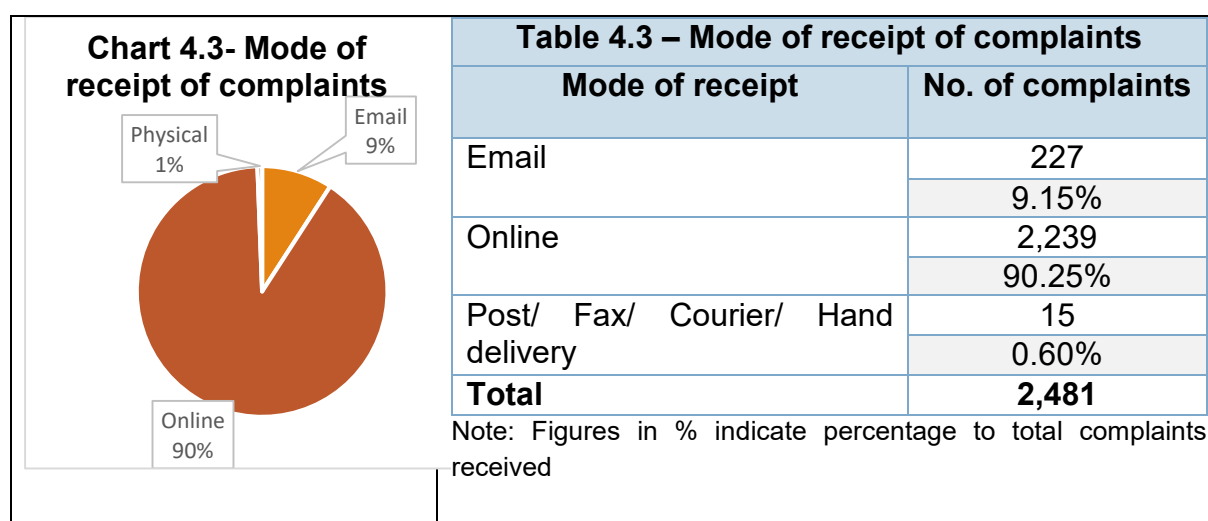 Chart 4.3- Mode of
receipt of complaints
Physical
1%
Email
9%
Online
90%
Table 4.3 – Mode of receipt of complaints
Mode of receipt No. of complaints
Email 227
9.15%
Online 2,239
90.25%
Post/ Fax/ Courier/ Hand
delivery
15
0.60%
Total 2,481
Note: Figures in % indicate percentage to total complaints
received